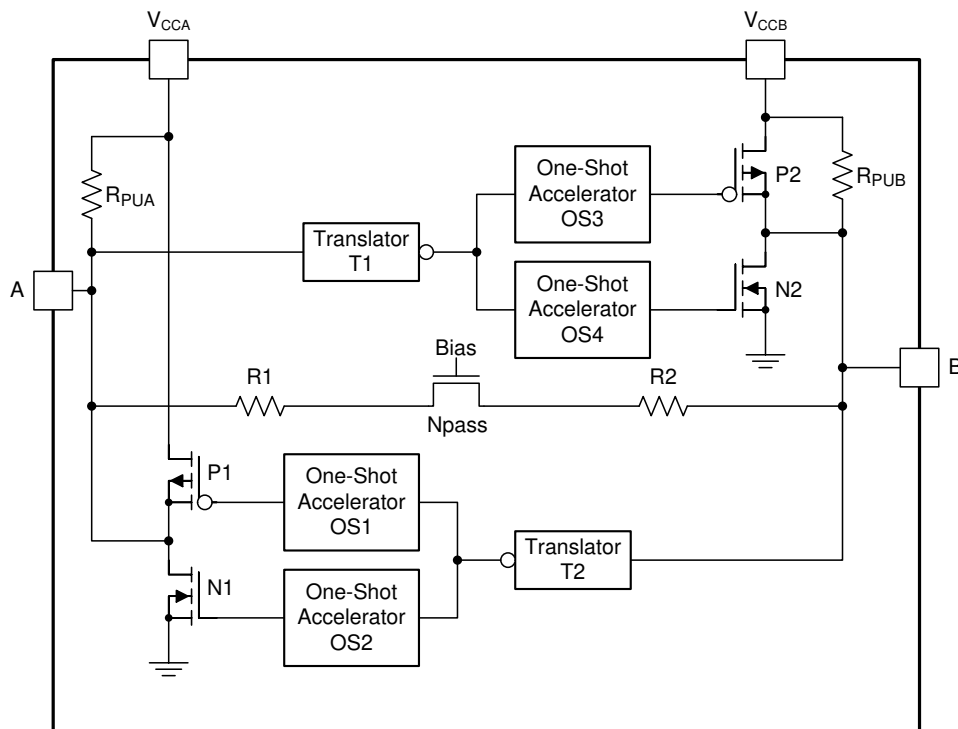 VCCA
VCCB
RPUA
One-Shot
Accelerator
OS3
P2
RPUB
Translator
T1
A
One-Shot
Accelerator
OS4
N2
Bias
B
R1
R2
Npass
P1
One-Shot
Accelerator
OS1
Translator
T2
N1
One-Shot
Accelerator
OS2